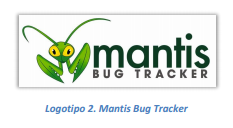 mantis
BUG TRACKER
Logotipo 2. Mantis Bug Tracker